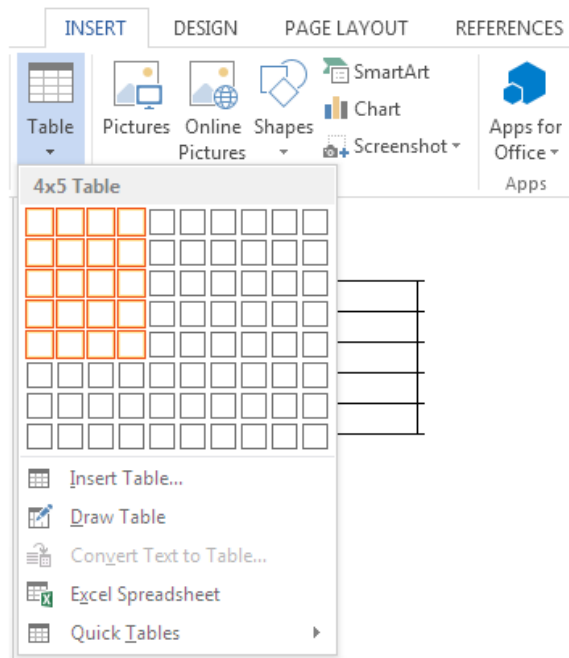 INSERT DESIGN PAGE LAYOUT REFERENCES
Table
Pictures
Online
Pictures
Shapes
SmartArt
Chart
Screenshot
Apps for
Office
Apps
4x5 Table
Insert Table...
Draw Table
Convert Text to Table...
Excel Spreadsheet
Quick Tables